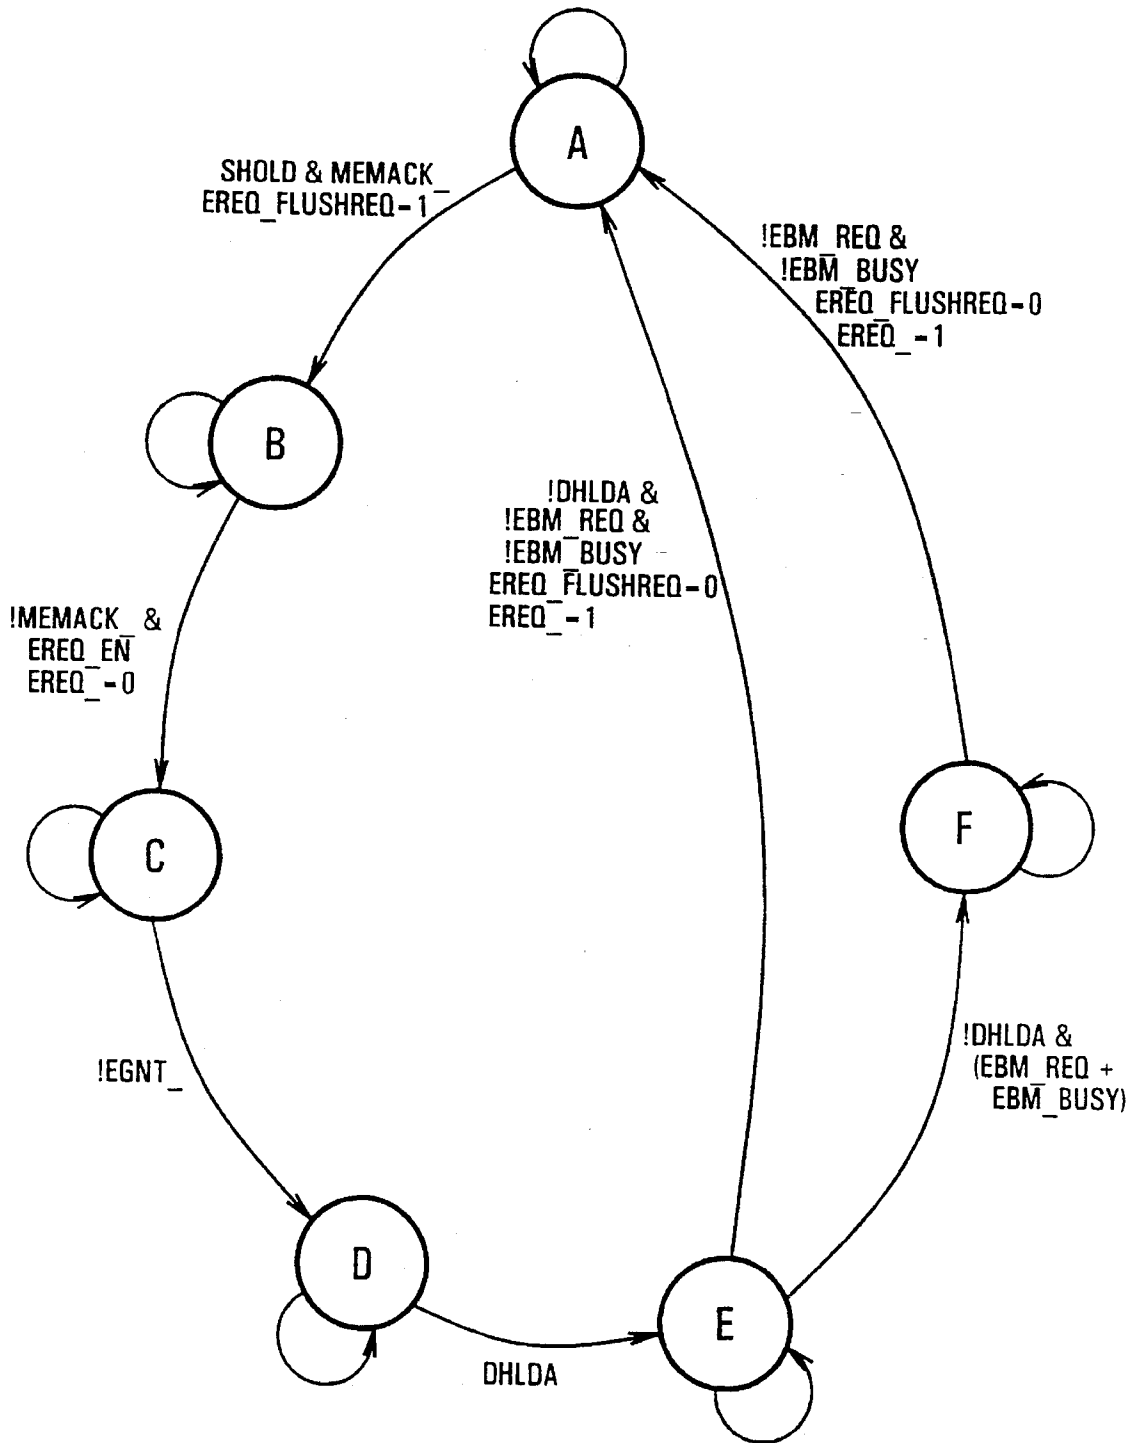 A
SHOLD & MEMACK_
EREQ_FLUSHREQ=1
!EBM_REQ &
!EBM_BUSY
EREQ_FLUSHREQ=0
EREQ_=1
B
!DHLDA &
!EBM_REQ &
!EBM_BUSY
EREQ_FLUSHREQ=0
EREQ_=1
!MEMACK_ &
EREQ_EN
EREQ_=0
C
F
!EGNT_
!DHLDA &
(EBM_REQ +
EBM_BUSY)
D
E
DHLDA